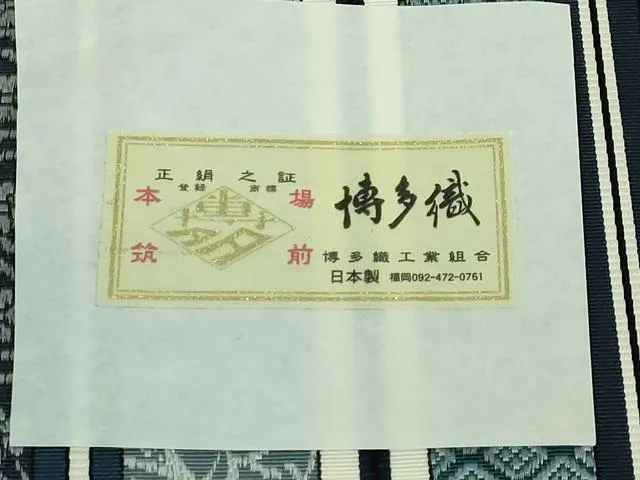 正絹之証
登録 商標
本場
筑前
博多織
博多織工業組合
日本製 福岡092-472-0761